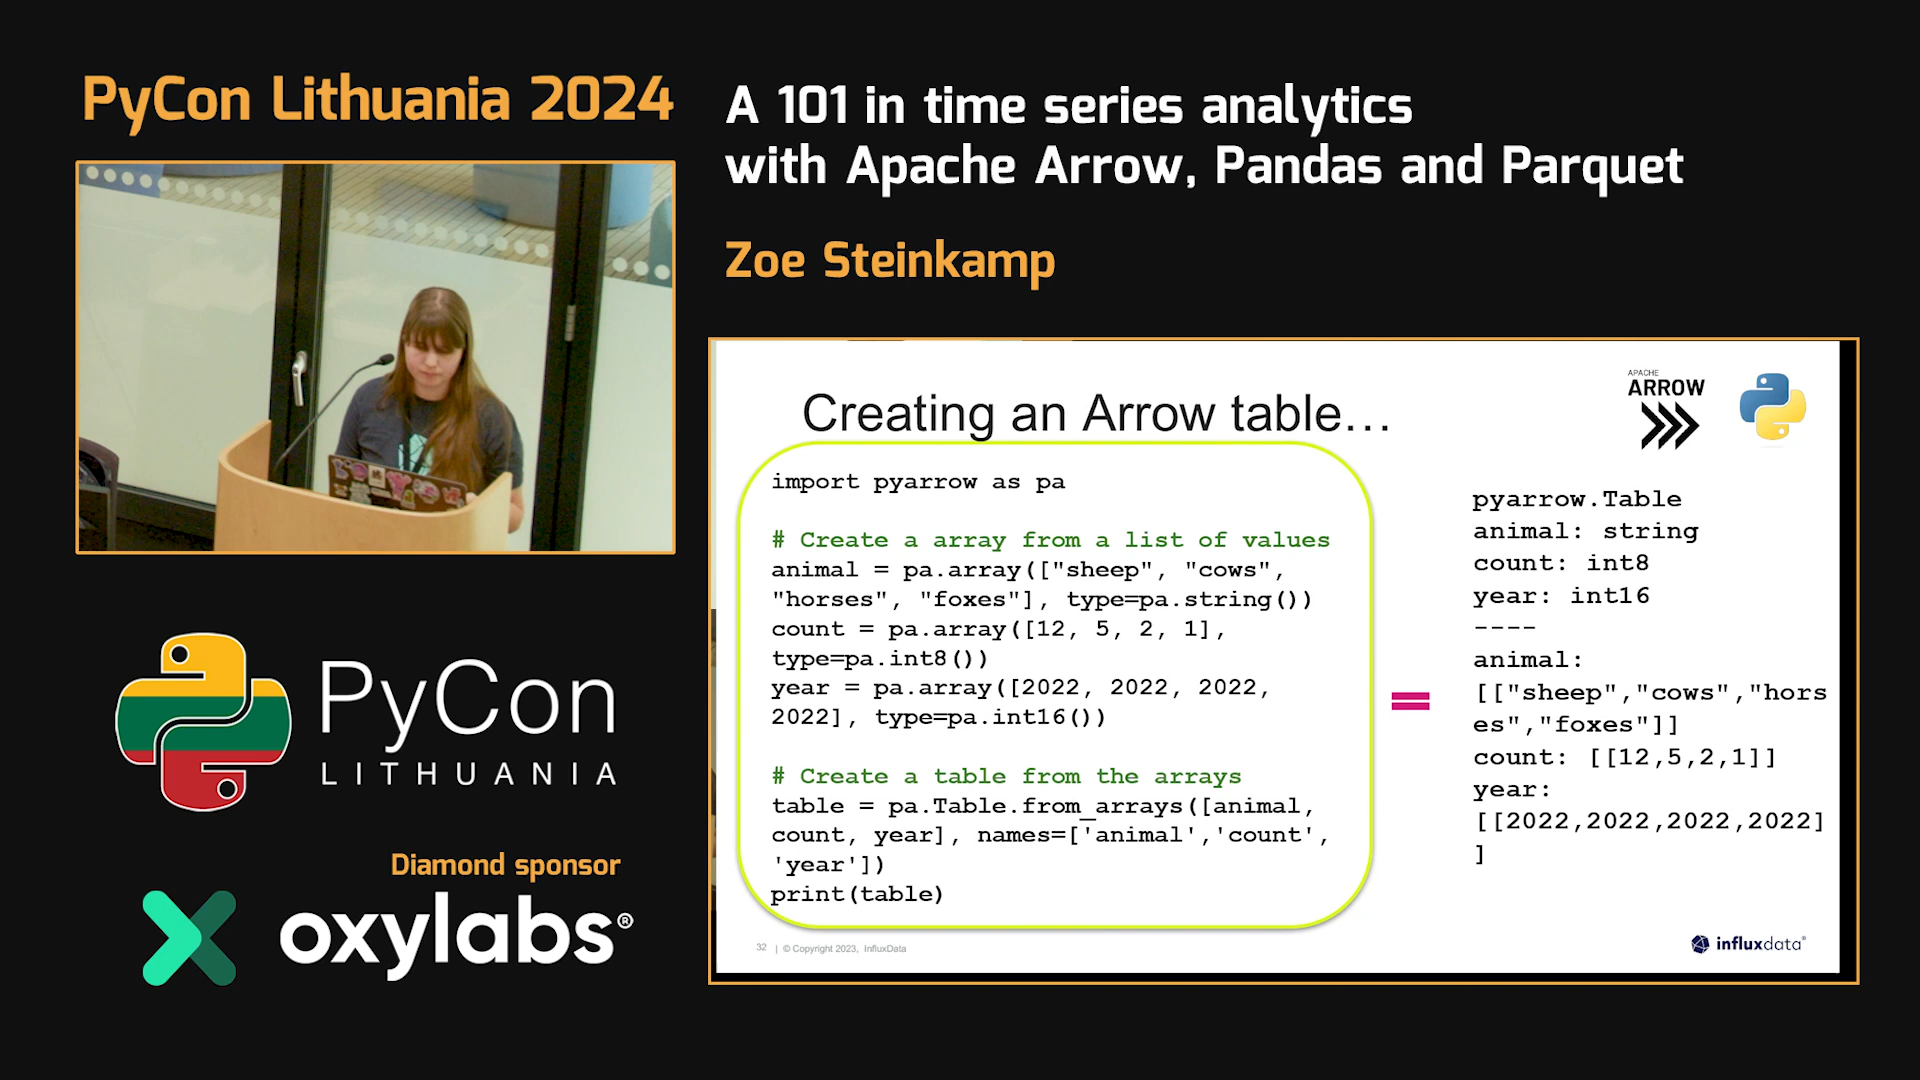 PyCon Lithuania 2024
A 101 in time series analytics
with Apache Arrow, Pandas and Parquet
Zoe Steinkamp
PyCon
LITHUANIA
Diamond sponsor
oxylabs®
Creating an Arrow table…
APACHE
ARROW
import pyarrow as pa
# Create a array from a list of values
animal = pa.array(["sheep", "cows",
"horses", "foxes"], type=pa.string())
count = pa.array([12, 5, 2, 1],
type=pa.int8())
year = pa.array([2022, 2022, 2022,
2022], type=pa.int16())
# Create a table from the arrays
table = pa.Table.from_arrays([animal,
count, year], names=['animal','count',
'year'])
print(table)
=
pyarrow.Table
animal: string
count: int8
year: int16
----
animal:
[["sheep","cows","hors
es","foxes"]]
count: [[12,5,2,1]]
year:
[[2022,2022,2022,2022]
]
32 | © Copyright 2023, InfluxData
influxdata®